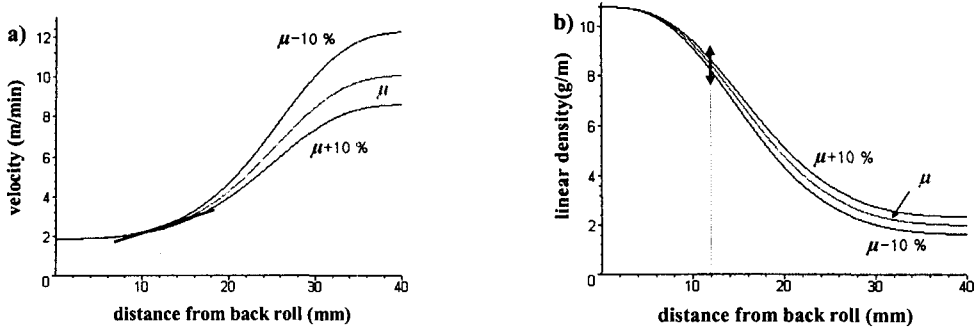 a)
velocity (m/min)
12
10
8
6
4
2
0
10
20
30
40
μ−10 %
μ
μ+10 %
distance from back roll (mm)
b)
linear density(g/m)
10
8
6
4
2
0
10
20
30
40
μ+10 %
μ
μ−10 %
distance from back roll (mm)